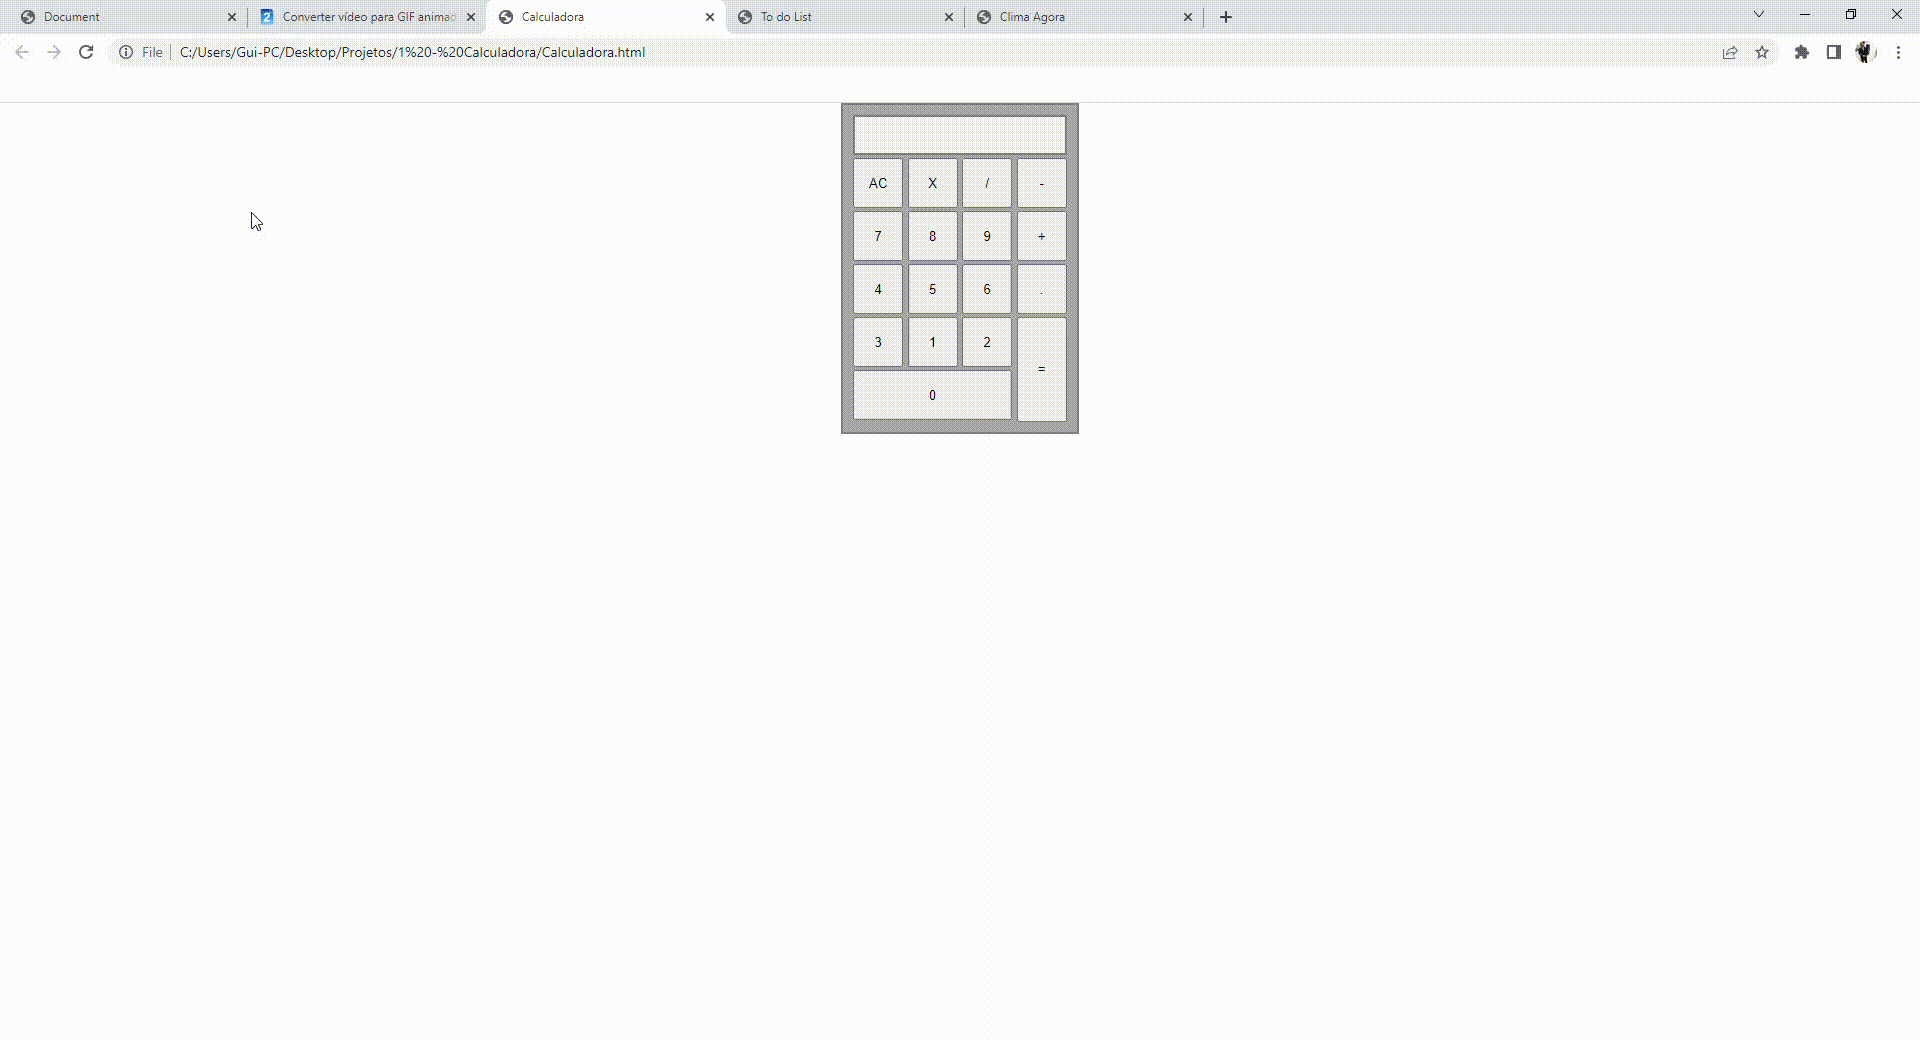 Document
2 Converter vídeo para GIF animad
Calculadora
To do List
Clima Agora
File | C:/Users/Gui-PC/Desktop/Projetos/1%20-%20Calculadora/Calculadora.html
AC X / -
7 8 9 +
4 5 6 .
3 1 2
=
0